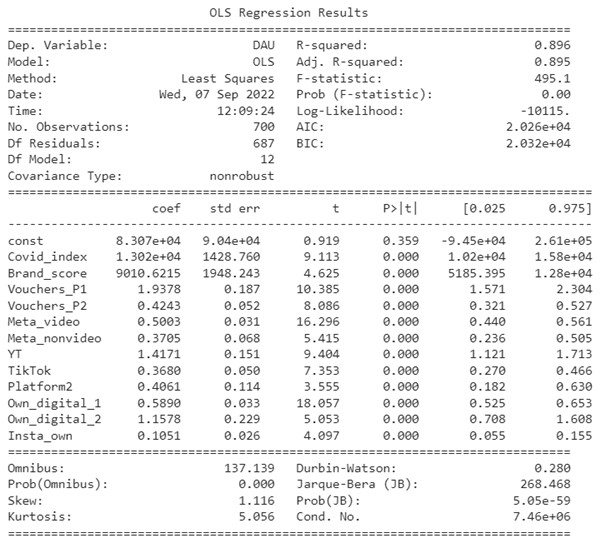 OLS Regression Results
==============================================================================
Dep. Variable: DAU R-squared: 0.896
Model: OLS Adj. R-squared: 0.895
Method: Least Squares F-statistic: 495.1
Date: Wed, 07 Sep 2022 Prob (F-statistic): 0.00
Time: 12:09:24 Log-Likelihood: -10115.
No. Observations: 700 AIC: 2.026e+04
Df Residuals: 687 BIC: 2.032e+04
Df Model: 12
Covariance Type: nonrobust
==============================================================================
coef std err t P>|t| [0.025 0.975]
------------------------------------------------------------------------------
const 8.307e+04 9.04e+04 0.919 0.359 -9.45e+04 2.61e+05
Covid_index 1.302e+04 1428.760 9.113 0.000 1.02e+04 1.58e+04
Brand_score 9010.6215 1948.243 4.625 0.000 5185.395 1.28e+04
Vouchers_P1 1.9378 0.187 10.385 0.000 1.571 2.304
Vouchers_P2 0.4243 0.052 8.086 0.000 0.321 0.527
Meta_video 0.5003 0.031 16.296 0.000 0.440 0.561
Meta_nonvideo 0.3705 0.068 5.415 0.000 0.236 0.505
YT 1.4171 0.151 9.404 0.000 1.121 1.713
TikTok 0.3680 0.050 7.353 0.000 0.270 0.466
Platform2 0.4061 0.114 3.555 0.000 0.182 0.630
Own_digital_1 0.5890 0.033 18.057 0.000 0.525 0.653
Own_digital_2 1.1578 0.229 5.053 0.000 0.708 1.608
Insta_own 0.1051 0.026 4.097 0.000 0.055 0.155
==============================================================================
Omnibus: 137.139 Durbin-Watson: 0.280
Prob(Omnibus): 0.000 Jarque-Bera (JB): 268.468
Skew: 1.116 Prob(JB): 5.05e-59
Kurtosis: 5.056 Cond. No. 7.46e+06
==============================================================================